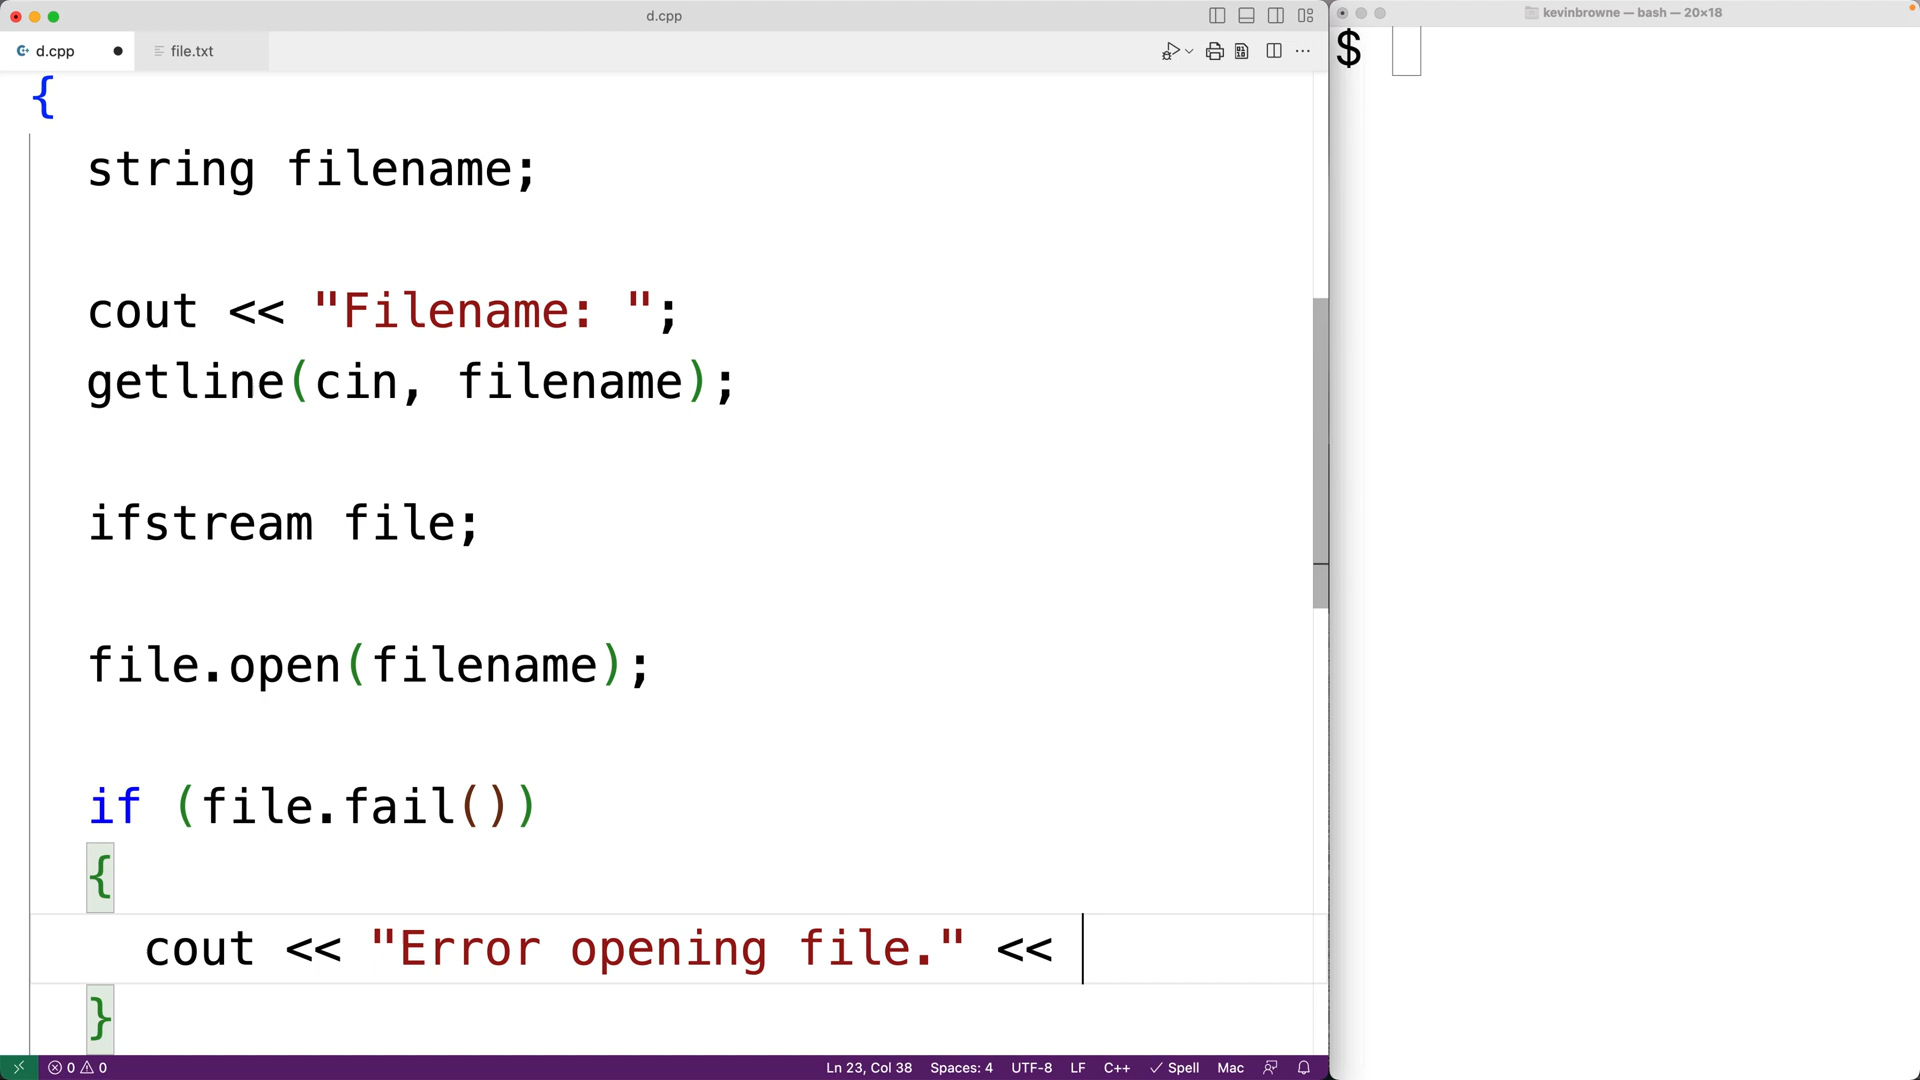 d.cpp
kevinbrowne — bash — 20×18
d.cpp
file.txt
$
{
string filename;
cout << "Filename: ";
getline(cin, filename);
ifstream file;
file.open(filename);
if (file.fail())
{
cout << "Error opening file." <<
}
0 0
Ln 23, Col 38 Spaces: 4 UTF-8 LF C++ Spell Mac